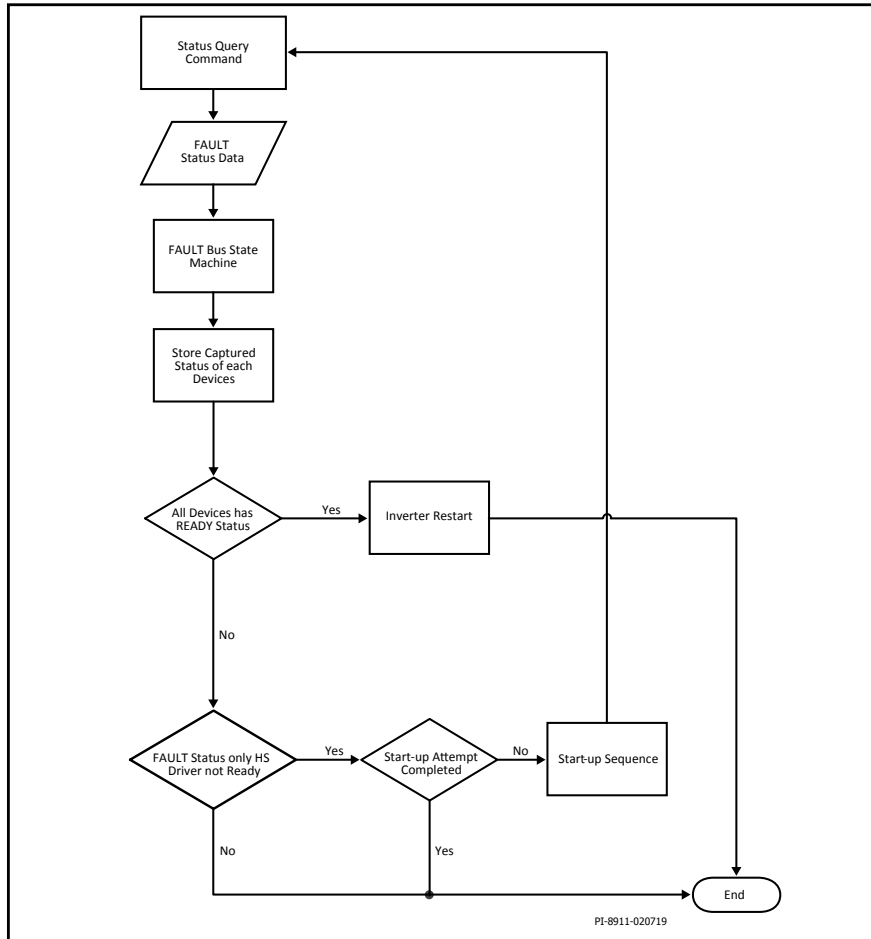 Status Query
Command
FAULT
Status Data
FAULT Bus State
Machine
Store Captured
Status of each
Devices
All Devices has
READY Status
Yes
Inverter Restart
No
FAULT Status only HS
Driver not Ready
Yes
Start-up Attempt
Completed
No
Start-up Sequence
No
Yes
End
PI-8911-020719